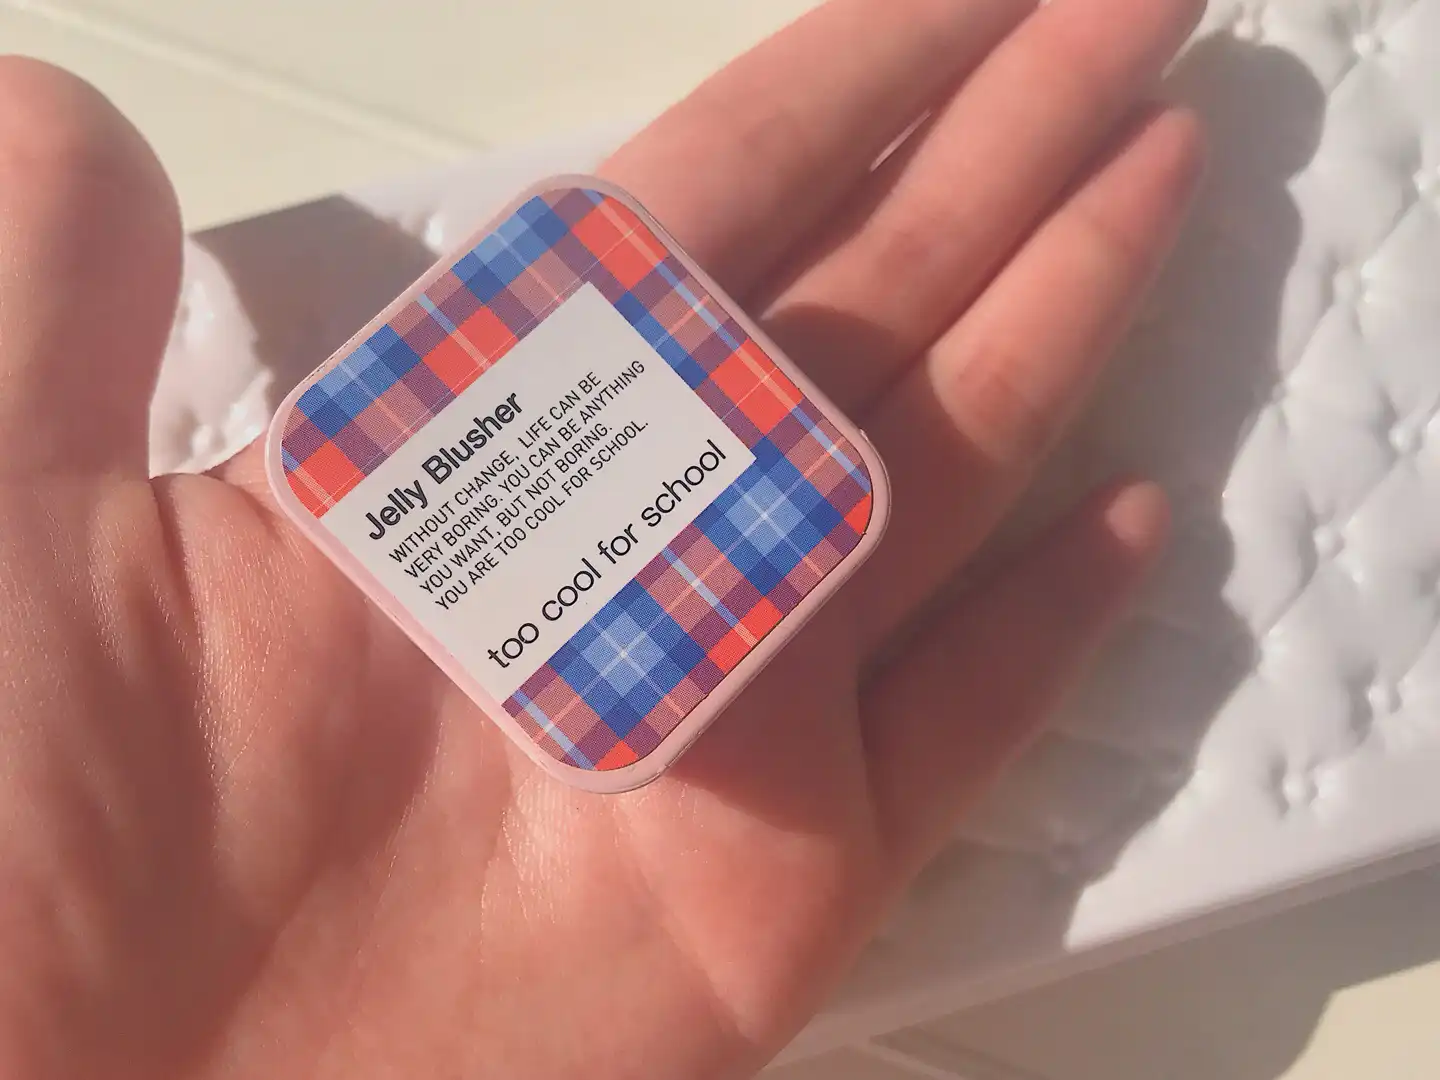 Jelly Blusher
WITHOUT CHANGE, LIFE CAN BE
VERY BORING. YOU CAN BE ANYTHING
YOU WANT, BUT NOT BORING.
YOU ARE TOO COOL FOR SCHOOL.
too cool for school